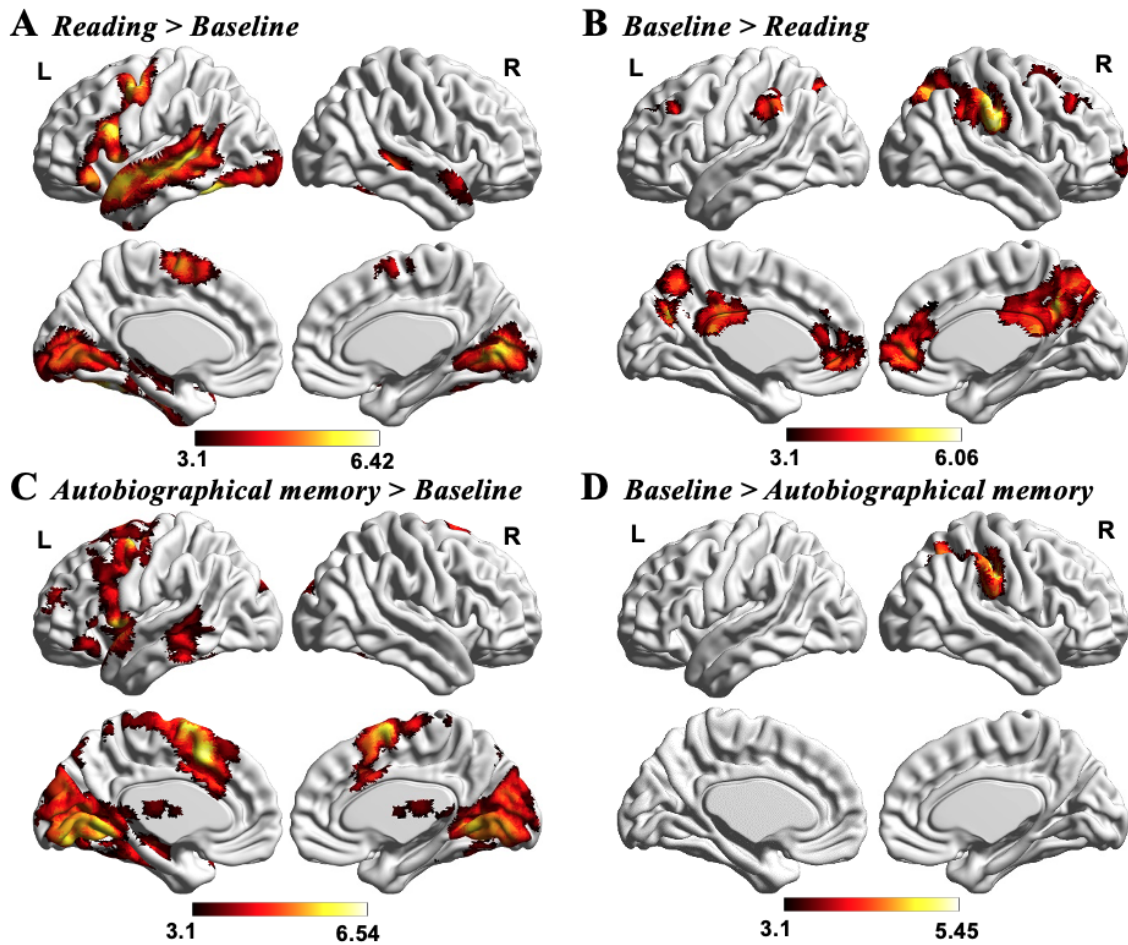 A Reading > Baseline
L
R
3.1
6.42
B Baseline > Reading
L
R
3.1
6.06
C Autobiographical memory > Baseline
L
R
3.1
6.54
D Baseline > Autobiographical memory
L
R
3.1
5.45